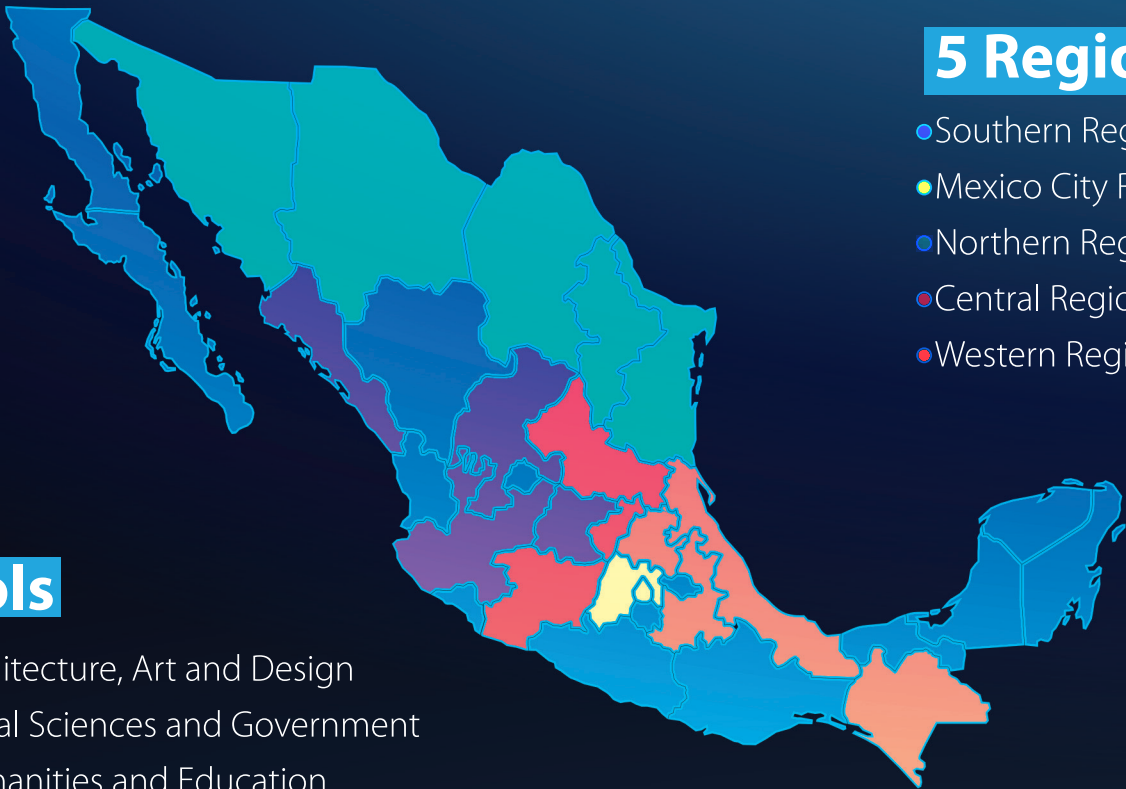 5 Regio
Southern Reg
Mexico City R
Northern Reg
Central Regio
Western Regi
ols
itecture, Art and Design
al Sciences and Government
nanities and Education